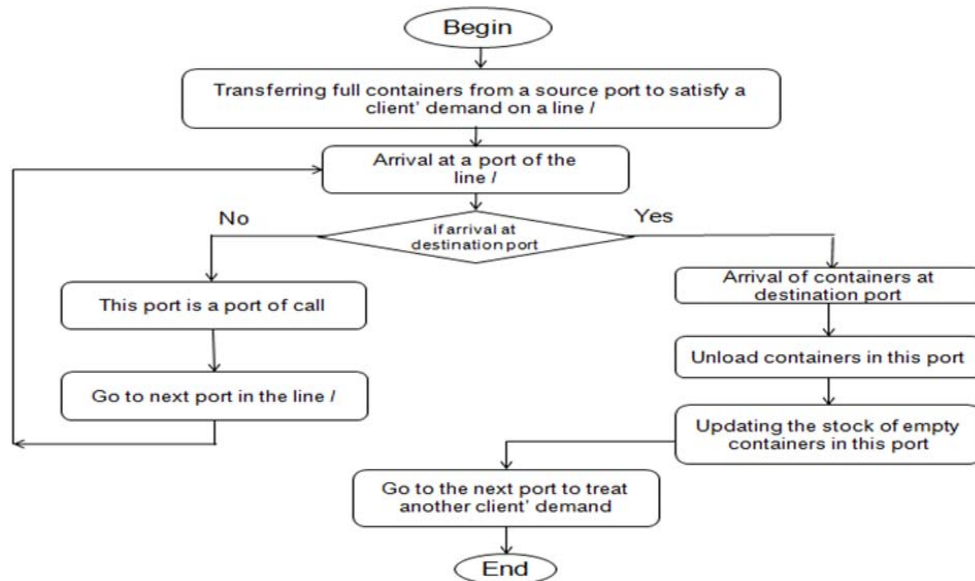 Begin
Transferring full containers from a source port to satisfy a
client' demand on a line l
Arrival at a port of the
line l
No
Yes
if arrival at
destination port
This port is a port of call
Go to next port in the line l
Arrival of containers at
destination port
Unload containers in this port
Updating the stock of empty
containers in this port
Go to the next port to treat
another client' demand
End